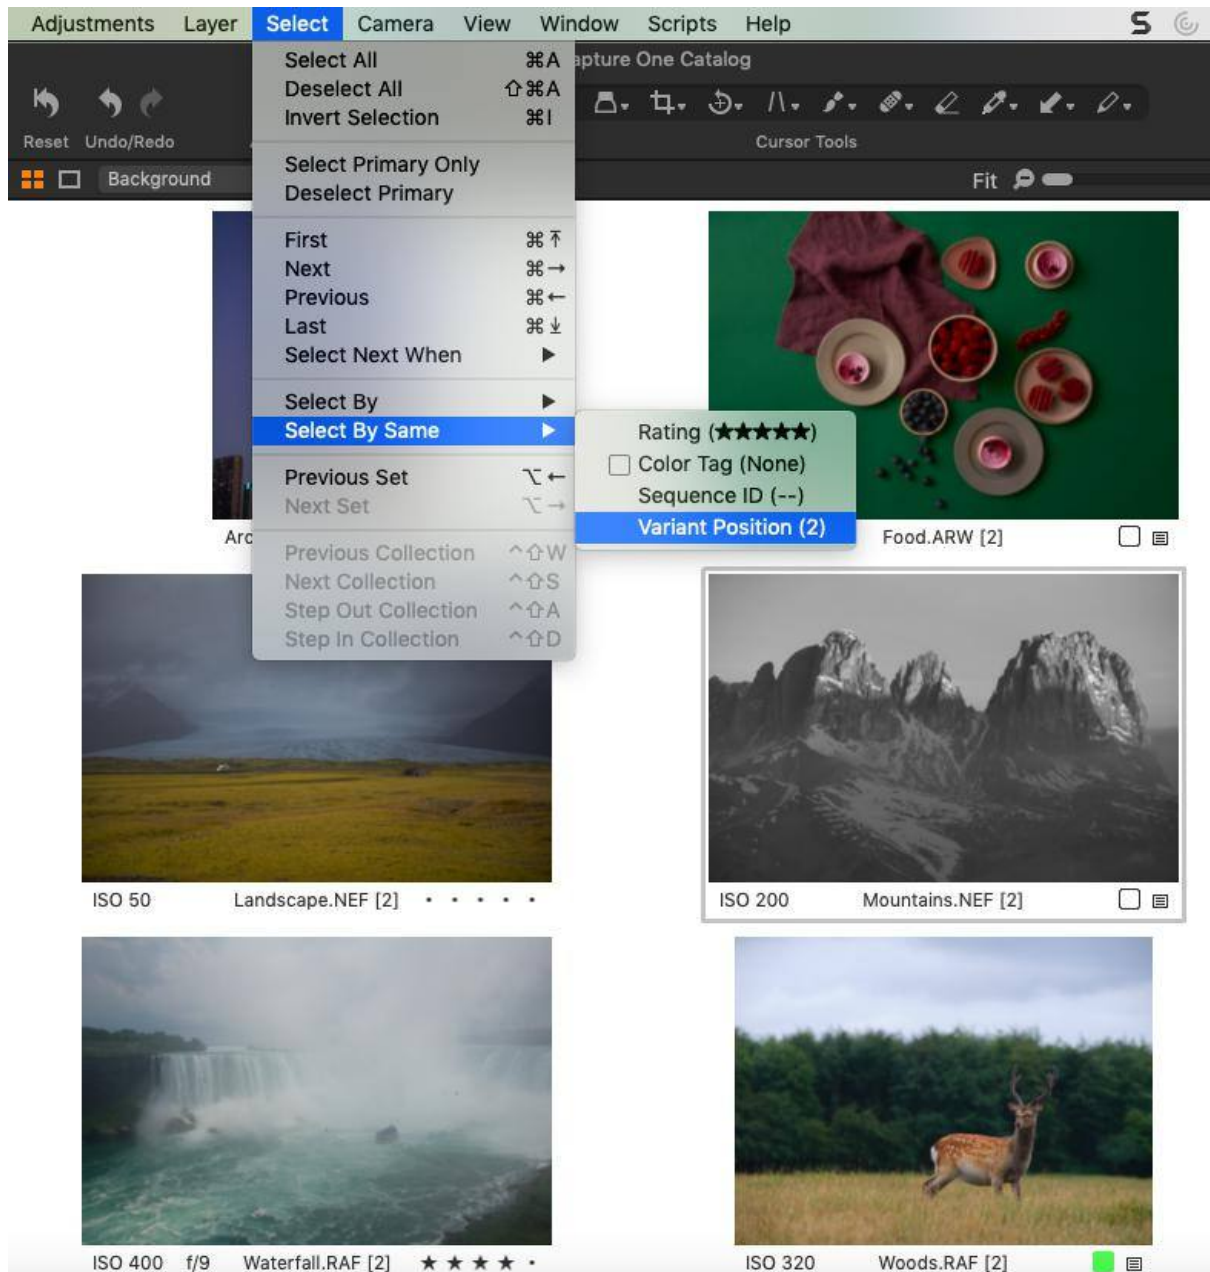 Adjustments Layer Select Camera View Window Scripts Help
Select All ⌘A
apture One Catalog
Deselect All ⇧⌘A
Invert Selection ⌘I
Reset Undo/Redo
Cursor Tools
Select Primary Only
Background
Fit
Deselect Primary
First ⌘⤒
Next ⌘→
Previous ⌘←
Last ⌘⤓
Select Next When ▶
Select By ▶
Select By Same ▶
Rating (★★★★★)
Color Tag (None)
Sequence ID (--)
Variant Position (2)
Previous Set ⌥←
Next Set ⌥→
Arc
Food.ARW [2]
Previous Collection ^⇧W
Next Collection ^⇧S
Step Out Collection ^⇧A
Step In Collection ^⇧D
ISO 50 Landscape.NEF [2] • • • • •
ISO 200 Mountains.NEF [2]
ISO 400 f/9 Waterfall.RAF [2] ★ ★ ★ ★ •
ISO 320 Woods.RAF [2]